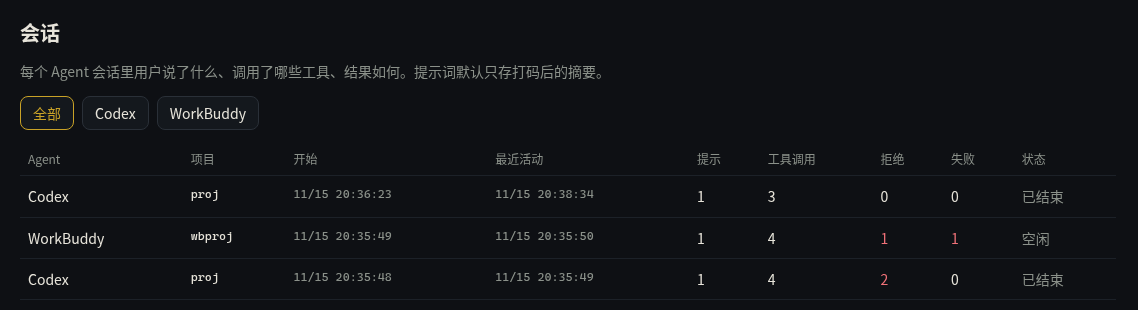 会话
每个 Agent 会话里用户说了什么、调用了哪些工具、结果如何。提示词默认只存打码后的摘要。
全部 Codex WorkBuddy
Agent 项目 开始 最近活动 提示 工具调用 拒绝 失败 状态
Codex proj 11/15 20:36:23 11/15 20:38:34 1 3 0 0 已结束
WorkBuddy wbproj 11/15 20:35:49 11/15 20:35:50 1 4 1 1 空闲
Codex proj 11/15 20:35:48 11/15 20:35:49 1 4 2 0 已结束